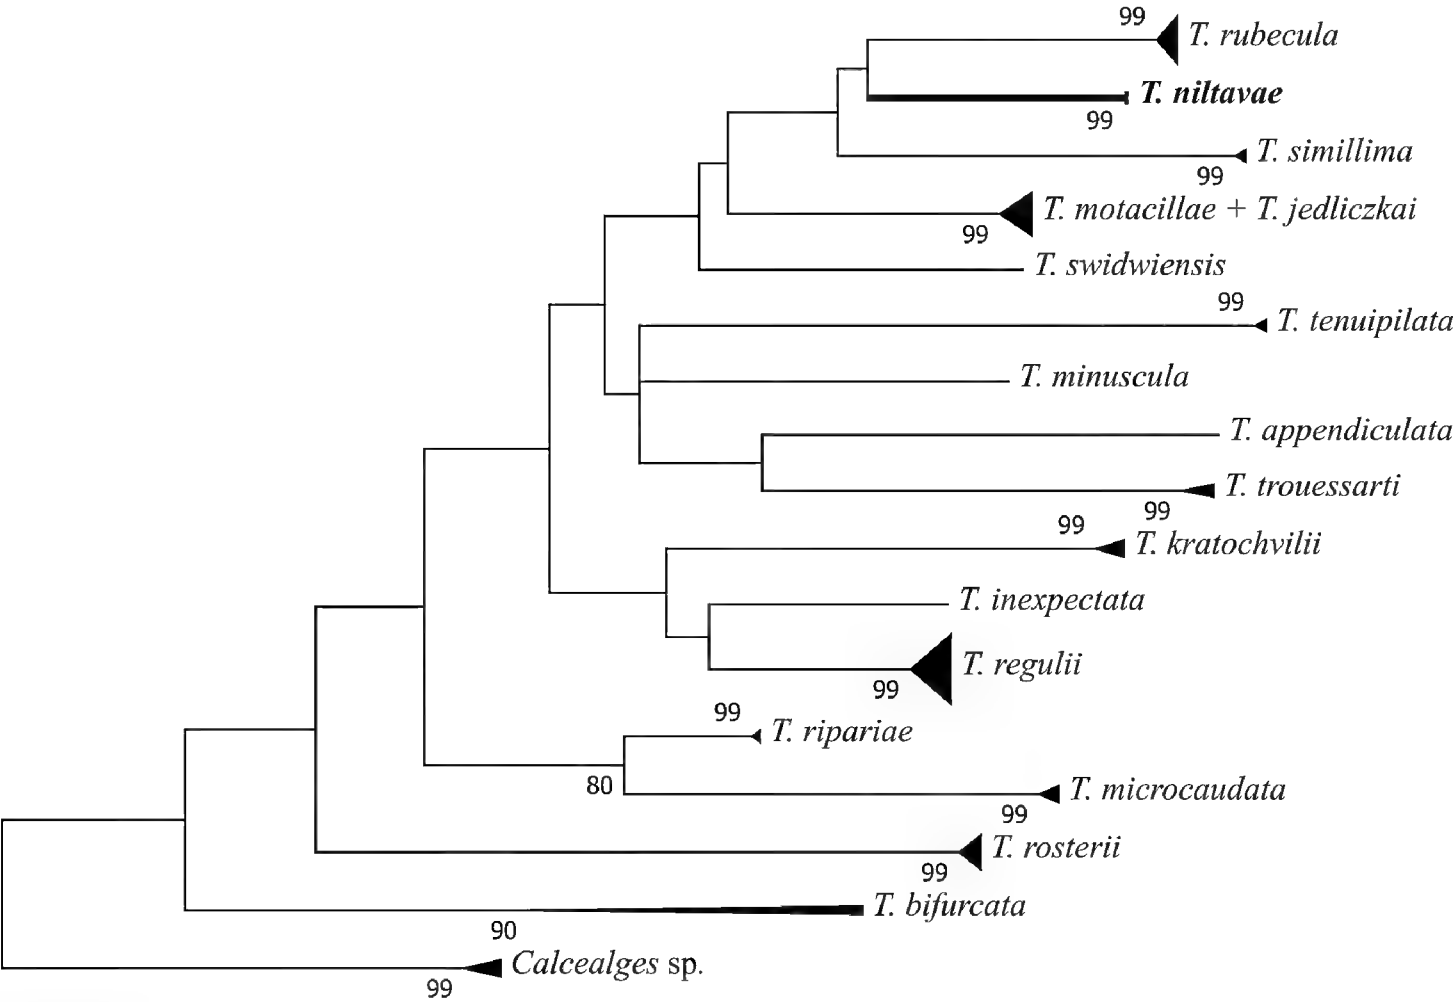 99
T. rubecula
T. niltavae
99
T. simillima
99
T. motacillae + T. jedliczkai
99
T. swidwiensis
99
T. tenuipilata
T. minuscula
T. appendiculata
T. trouessarti
99
99
T. kratochvilii
T. inexpectata
T. regulii
99
99
T. ripariae
80
T. microcaudata
99
T. rosterii
99
T. bifurcata
90
Calcealges sp.
99